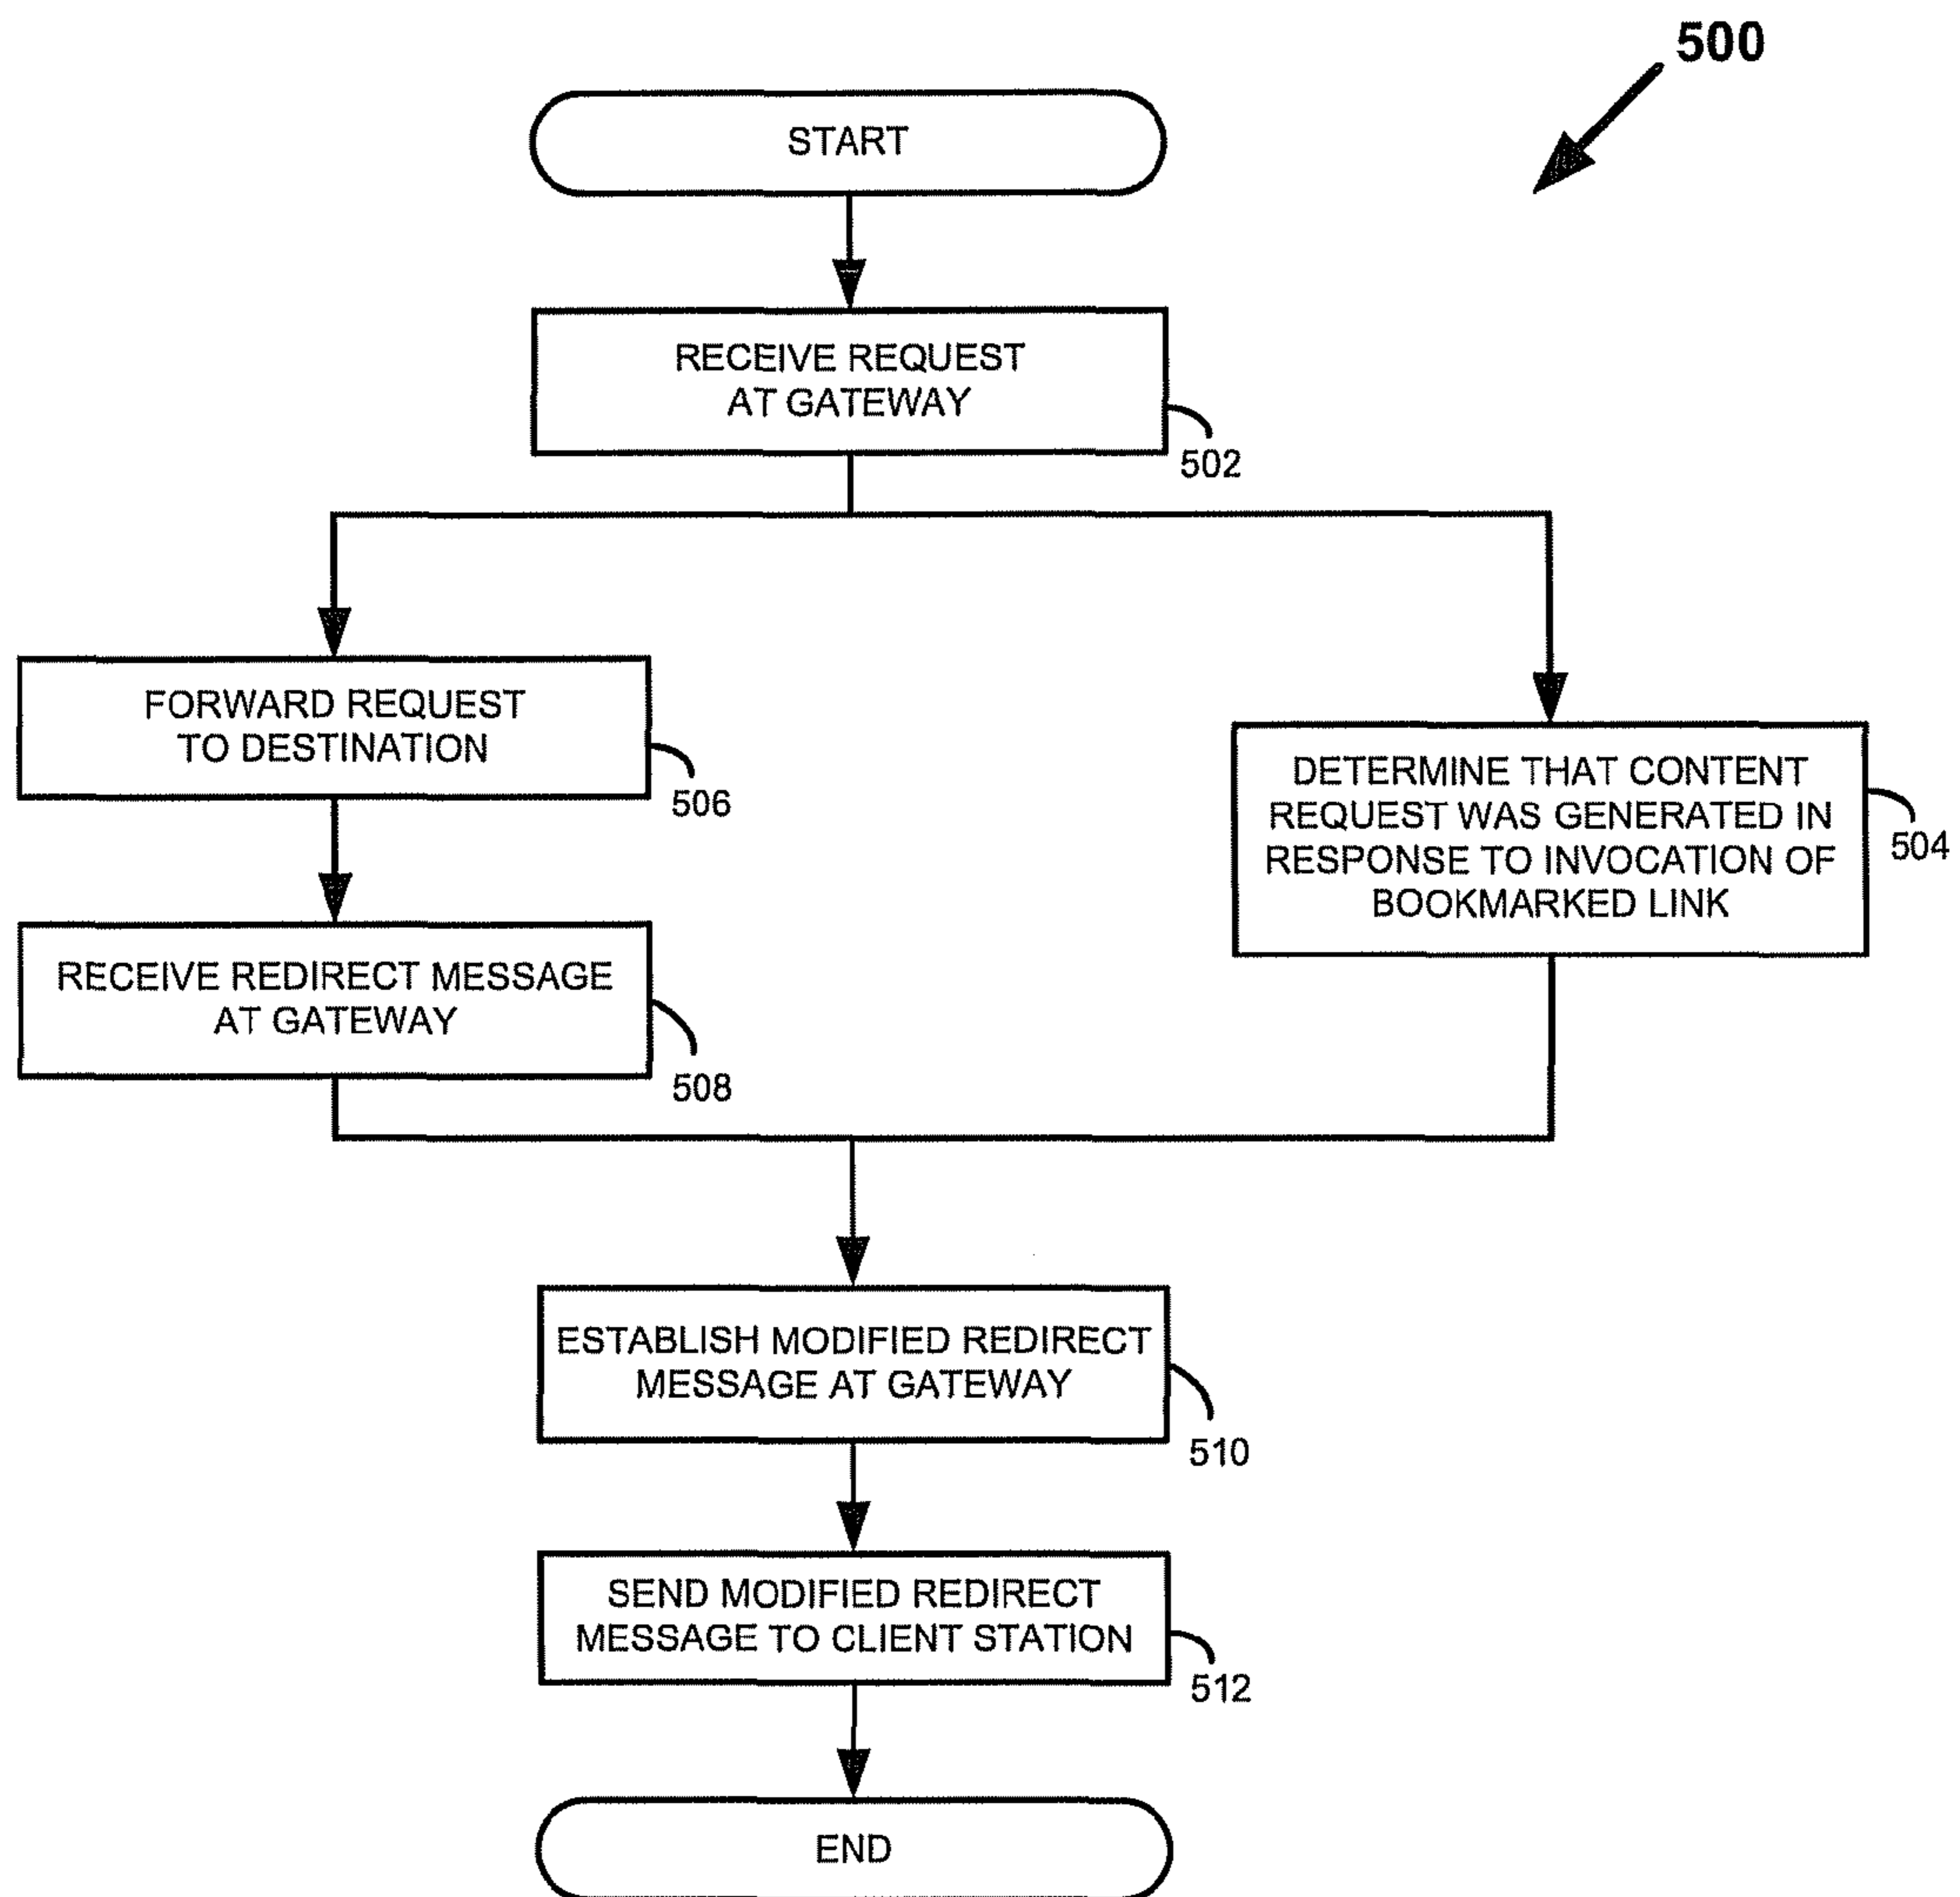 500
START
RECEIVE REQUEST
AT GATEWAY
502
FORWARD REQUEST
TO DESTINATION
506
DETERMINE THAT CONTENT
REQUEST WAS GENERATED IN
RESPONSE TO INVOCATION OF
BOOKMARKED LINK
504
RECEIVE REDIRECT MESSAGE
AT GATEWAY
508
ESTABLISH MODIFIED REDIRECT
MESSAGE AT GATEWAY
510
SEND MODIFIED REDIRECT
MESSAGE TO CLIENT STATION
512
END